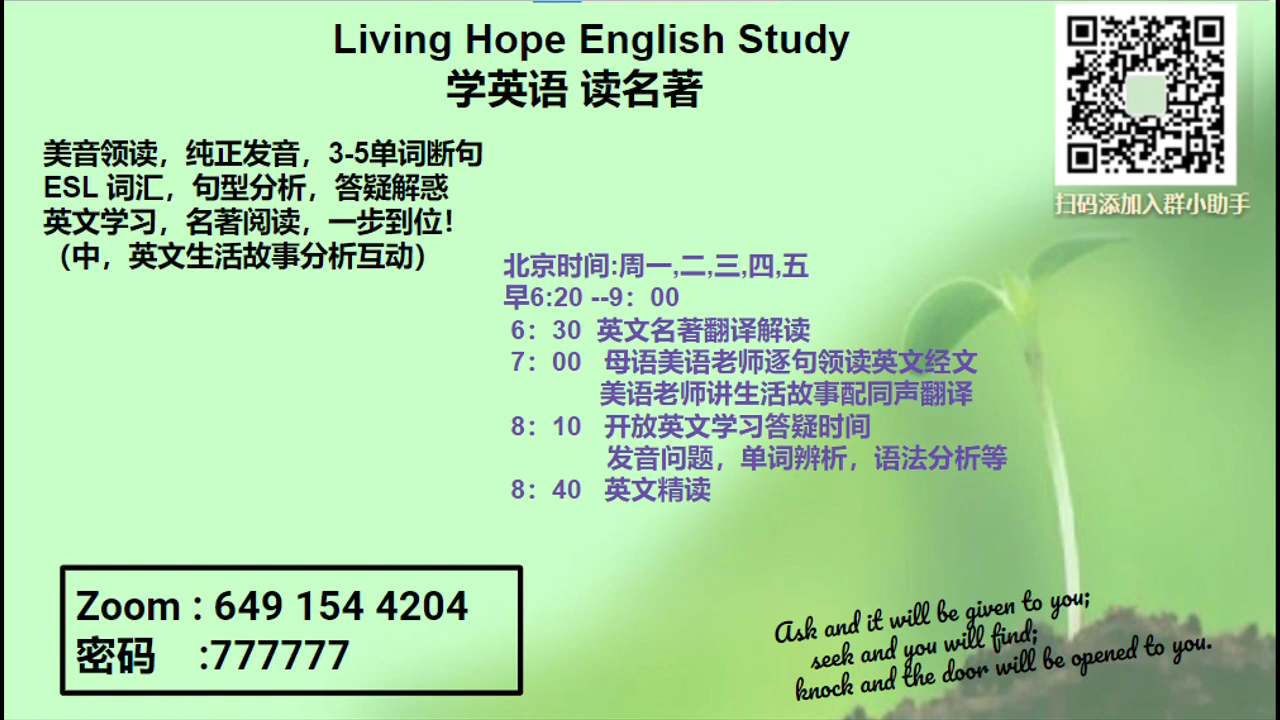 Living Hope English Study
学英语 读名著
美音领读，纯正发音，3-5单词断句
ESL 词汇，句型分析，答疑解惑
英文学习，名著阅读，一步到位！
（中，英文生活故事分析互动）
扫码添加入群小助手
北京时间:周一,二,三,四,五
早6:20 --9：00
6：30 英文名著翻译解读
7：00 母语美语老师逐句领读英文经文
美语老师讲生活故事配同声翻译
8：10 开放英文学习答疑时间
发音问题，单词辨析，语法分析等
8：40 英文精读
Zoom : 649 154 4204
密码 :777777
Ask and it will be given to you;
seek and you will find;
knock and the door will be opened to you.